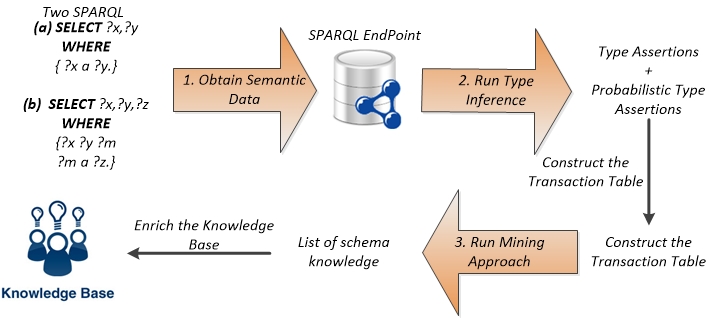 Two SPARQL
(a) SELECT ?x,?y
WHERE
{ ?x a ?y.}
(b) SELECT ?x,?y,?z
WHERE
{?x ?y ?m
?m a ?z.}
1. Obtain Semantic
Data
SPARQL EndPoint
2. Run Type
Inference
Type Assertions
+
Probabilistic Type
Assertions
Construct the
Transaction Table
Construct the
Transaction Table
3. Run Mining
Approach
List of schema
knowledge
Enrich the Knowledge
Base
Knowledge Base